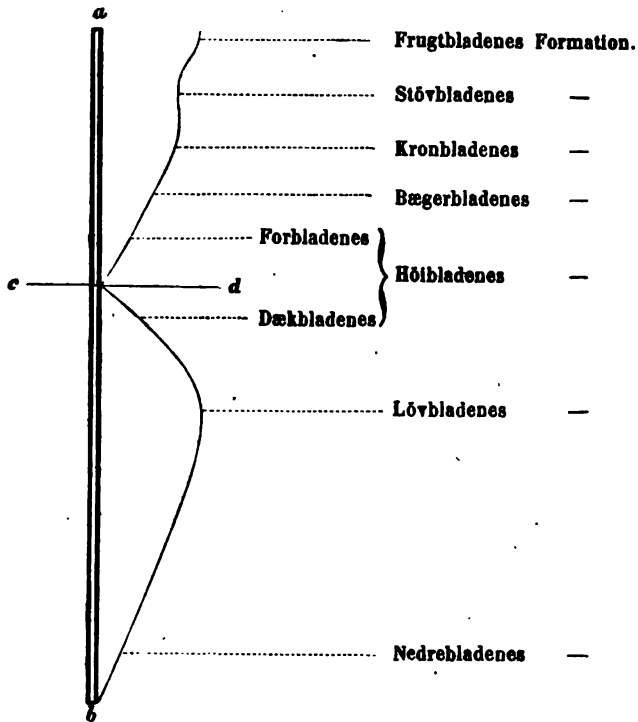 a
Frugtbladenes Formation.
Stövbladenes —
Kronbladenes —
Bægerbladenes —
Forbladenes
Höibladenes —
c d
Dækbladenes
Lövbladenes —
Nedrebladenes —
b